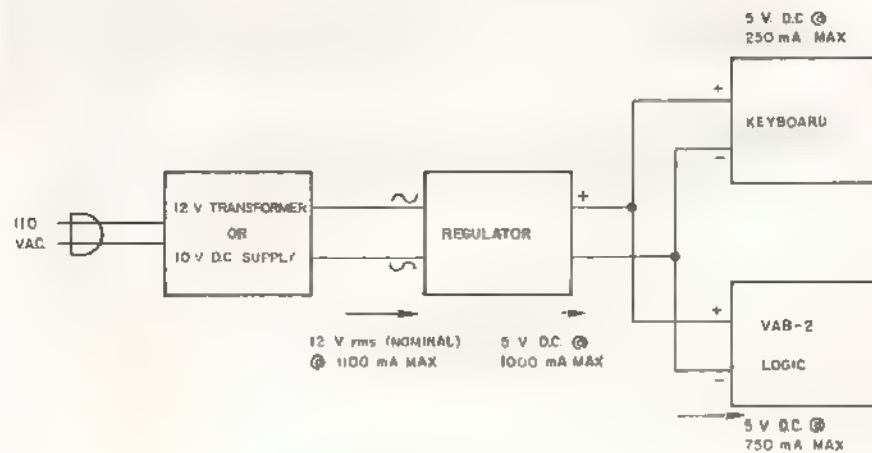 5 V. D.C @
250 mA MAX
+
KEYBOARD
-
110
VAC
12 V TRANSFORMER
OR
10 V D.C SUPPLY
REGULATOR
+
12 V rms (NOMINAL)
@ 1100 mA MAX
5 V D.C. @
1000 mA MAX
+
VAB-2
LOGIC
-
5 V D.C. @
750 mA MAX